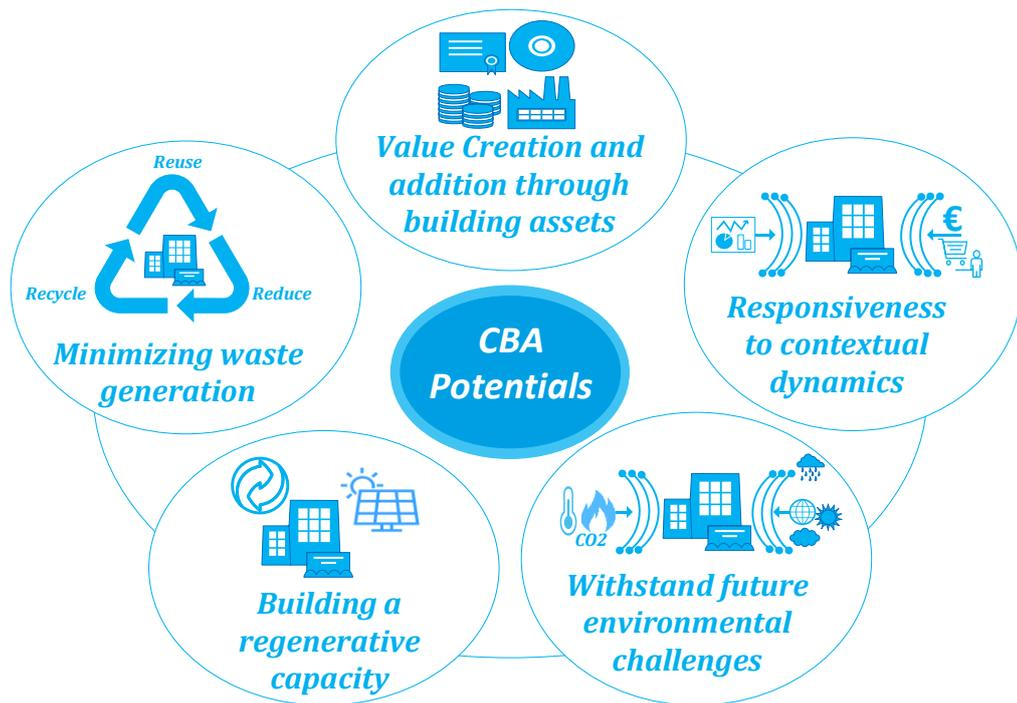 Value Creation and
addition through
building assets
Reuse
Recycle
Reduce
Minimizing waste
generation
€
Responsiveness
to contextual
dynamics
CBA
Potentials
Building a
regenerative
capacity
CO2
Withstand future
environmental
challenges